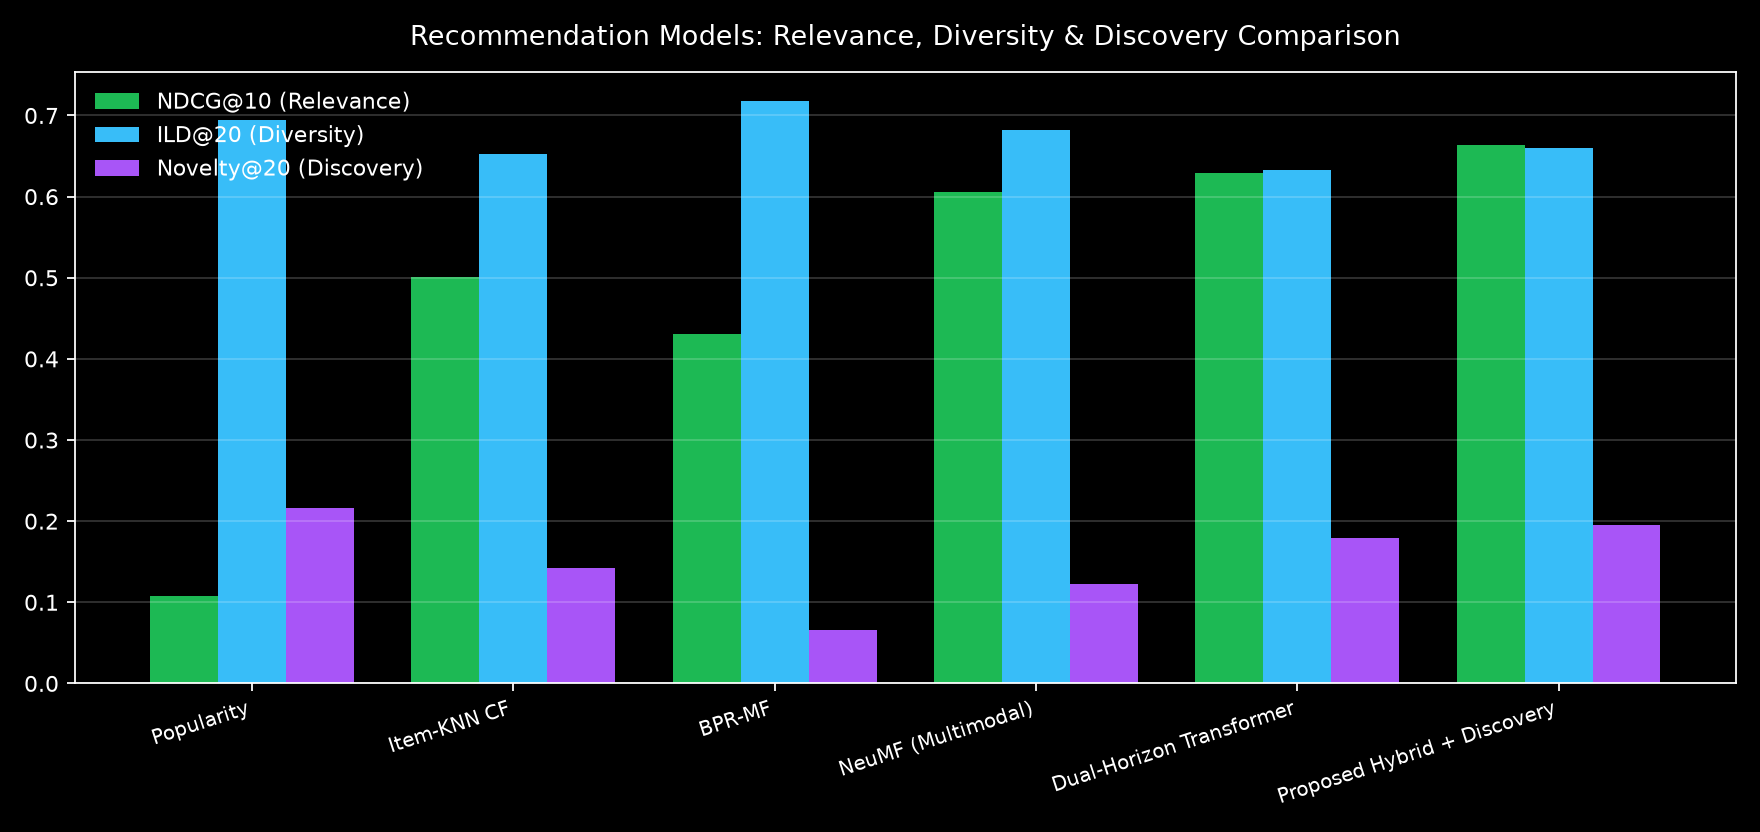 Recommendation Models: Relevance, Diversity & Discovery Comparison
NDCG@10 (Relevance)
ILD@20 (Diversity)
Novelty@20 (Discovery)
0.7
0.6
0.5
0.4
0.3
0.2
0.1
0.0
Popularity
Item-KNN CF
BPR-MF
NeuMF (Multimodal)
Dual-Horizon Transformer
Proposed Hybrid + Discovery